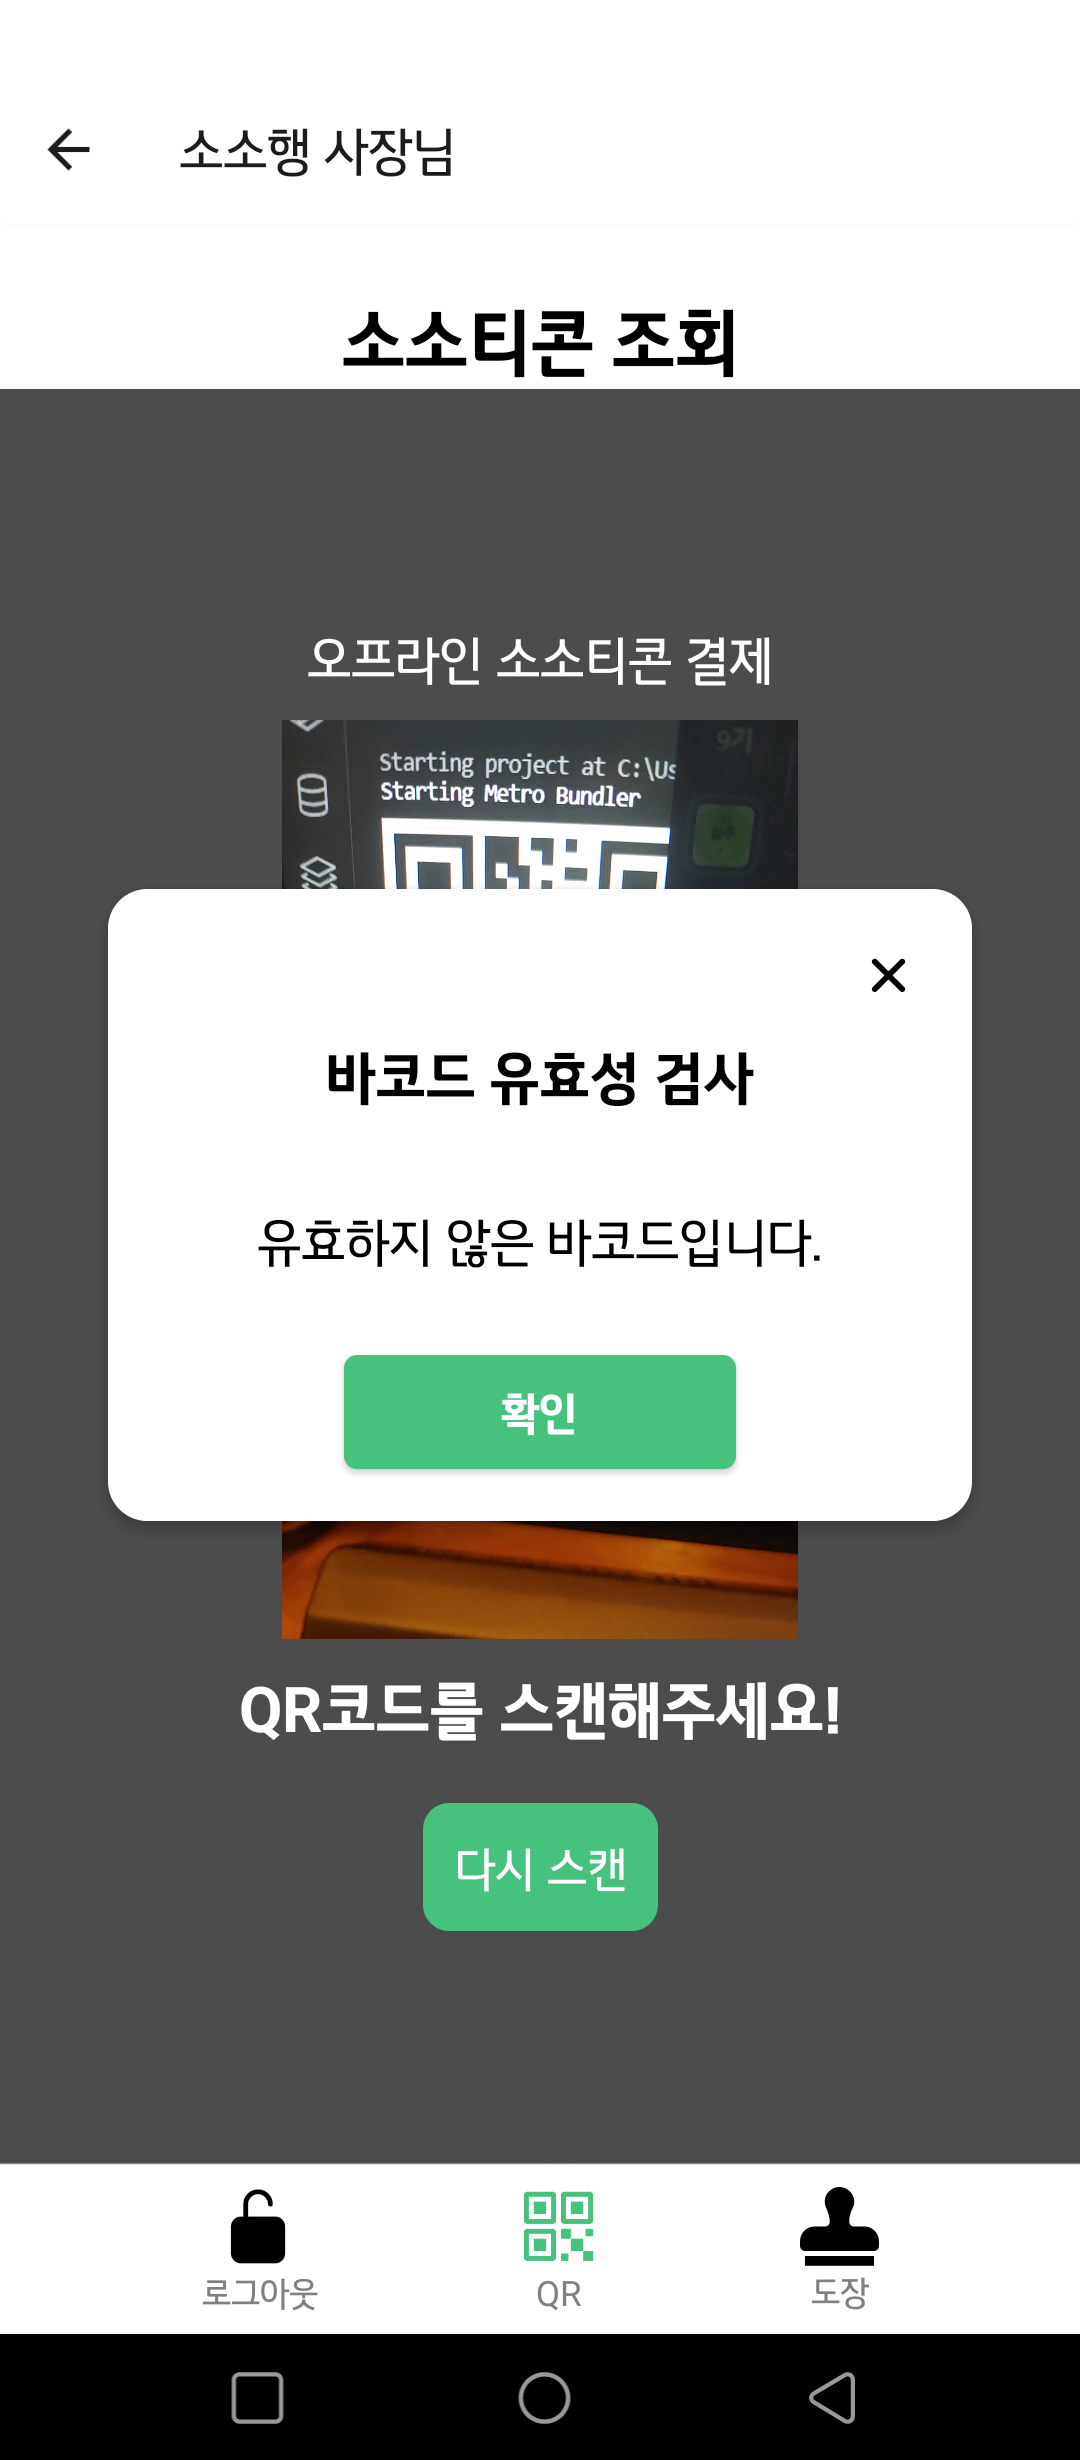 소소행 사장님
소소티콘 조회
오프라인 소소티콘 결제
Starting project at C:\Us
Starting Metro Bundler
바코드 유효성 검사
유효하지 않은 바코드입니다.
확인
QR코드를 스캔해주세요!
다시 스캔
로그아웃
QR
도장